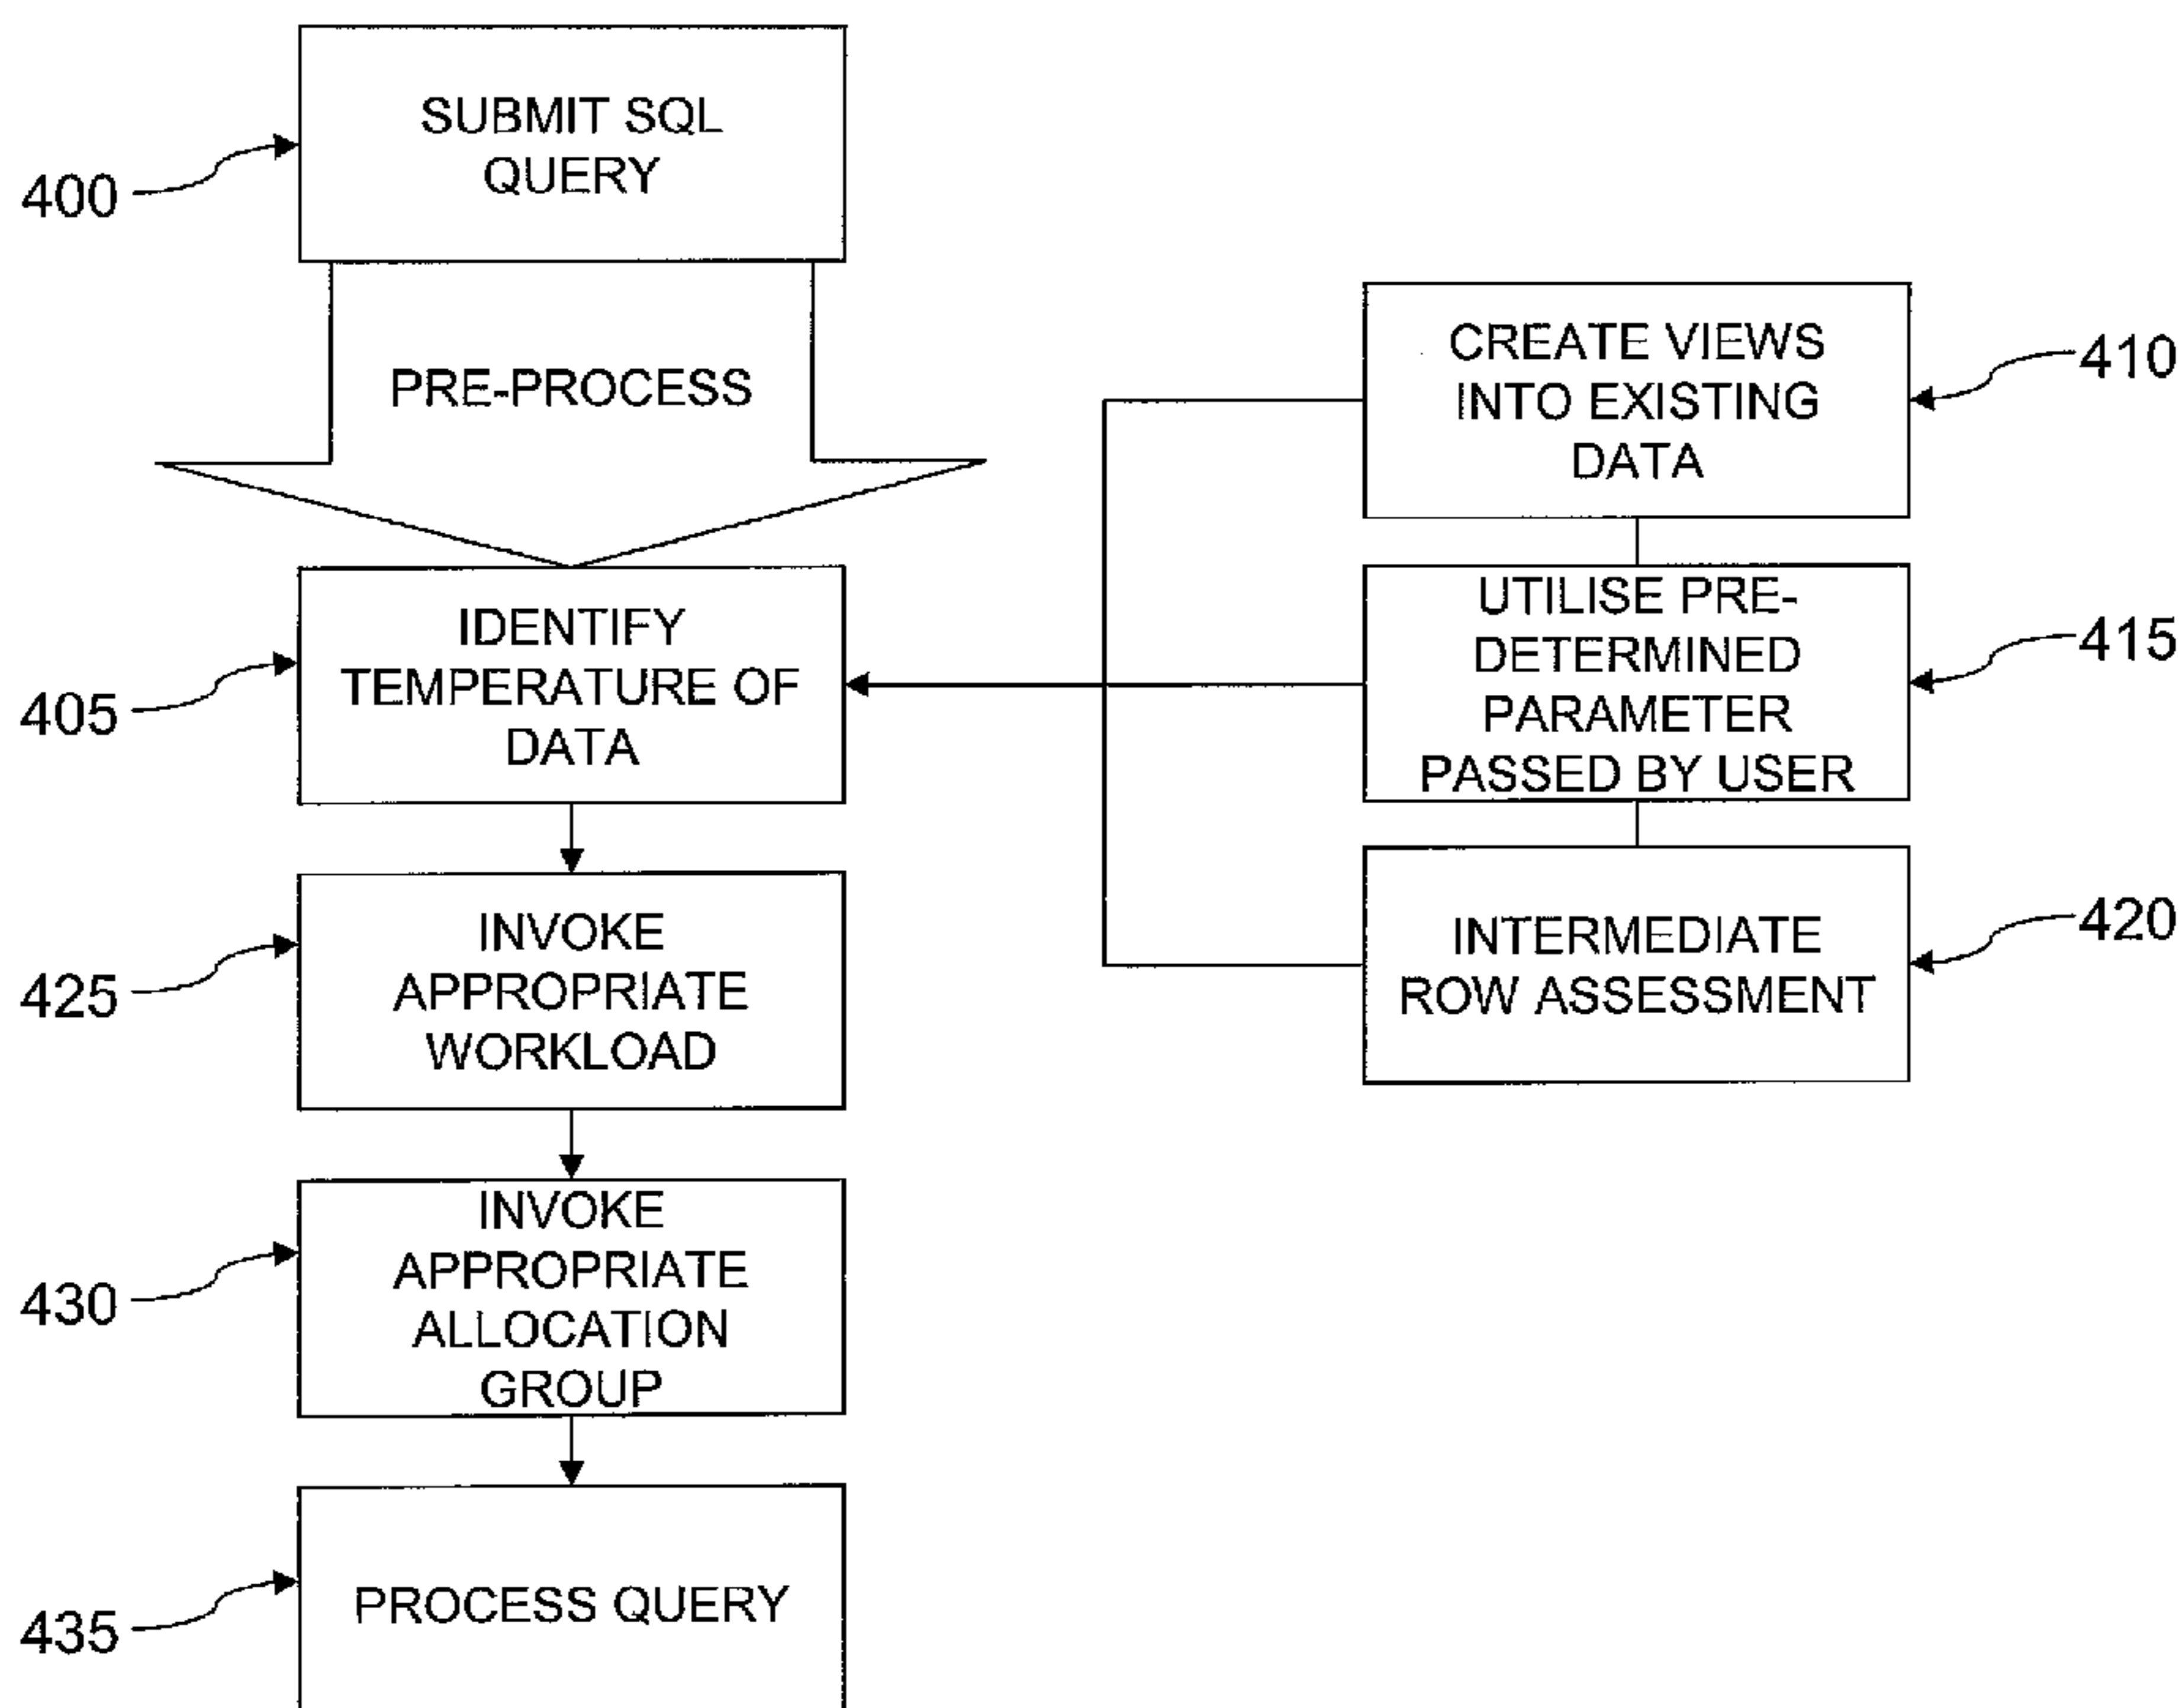 SUBMIT SQL
QUERY
400
PRE-PROCESS
CREATE VIEWS
INTO EXISTING
DATA
410
IDENTIFY
TEMPERATURE OF
DATA
405
UTILISE PRE-
DETERMINED
PARAMETER
PASSED BY USER
415
INVOKE
APPROPRIATE
WORKLOAD
425
INTERMEDIATE
ROW ASSESSMENT
420
INVOKE
APPROPRIATE
ALLOCATION
GROUP
430
PROCESS QUERY
435